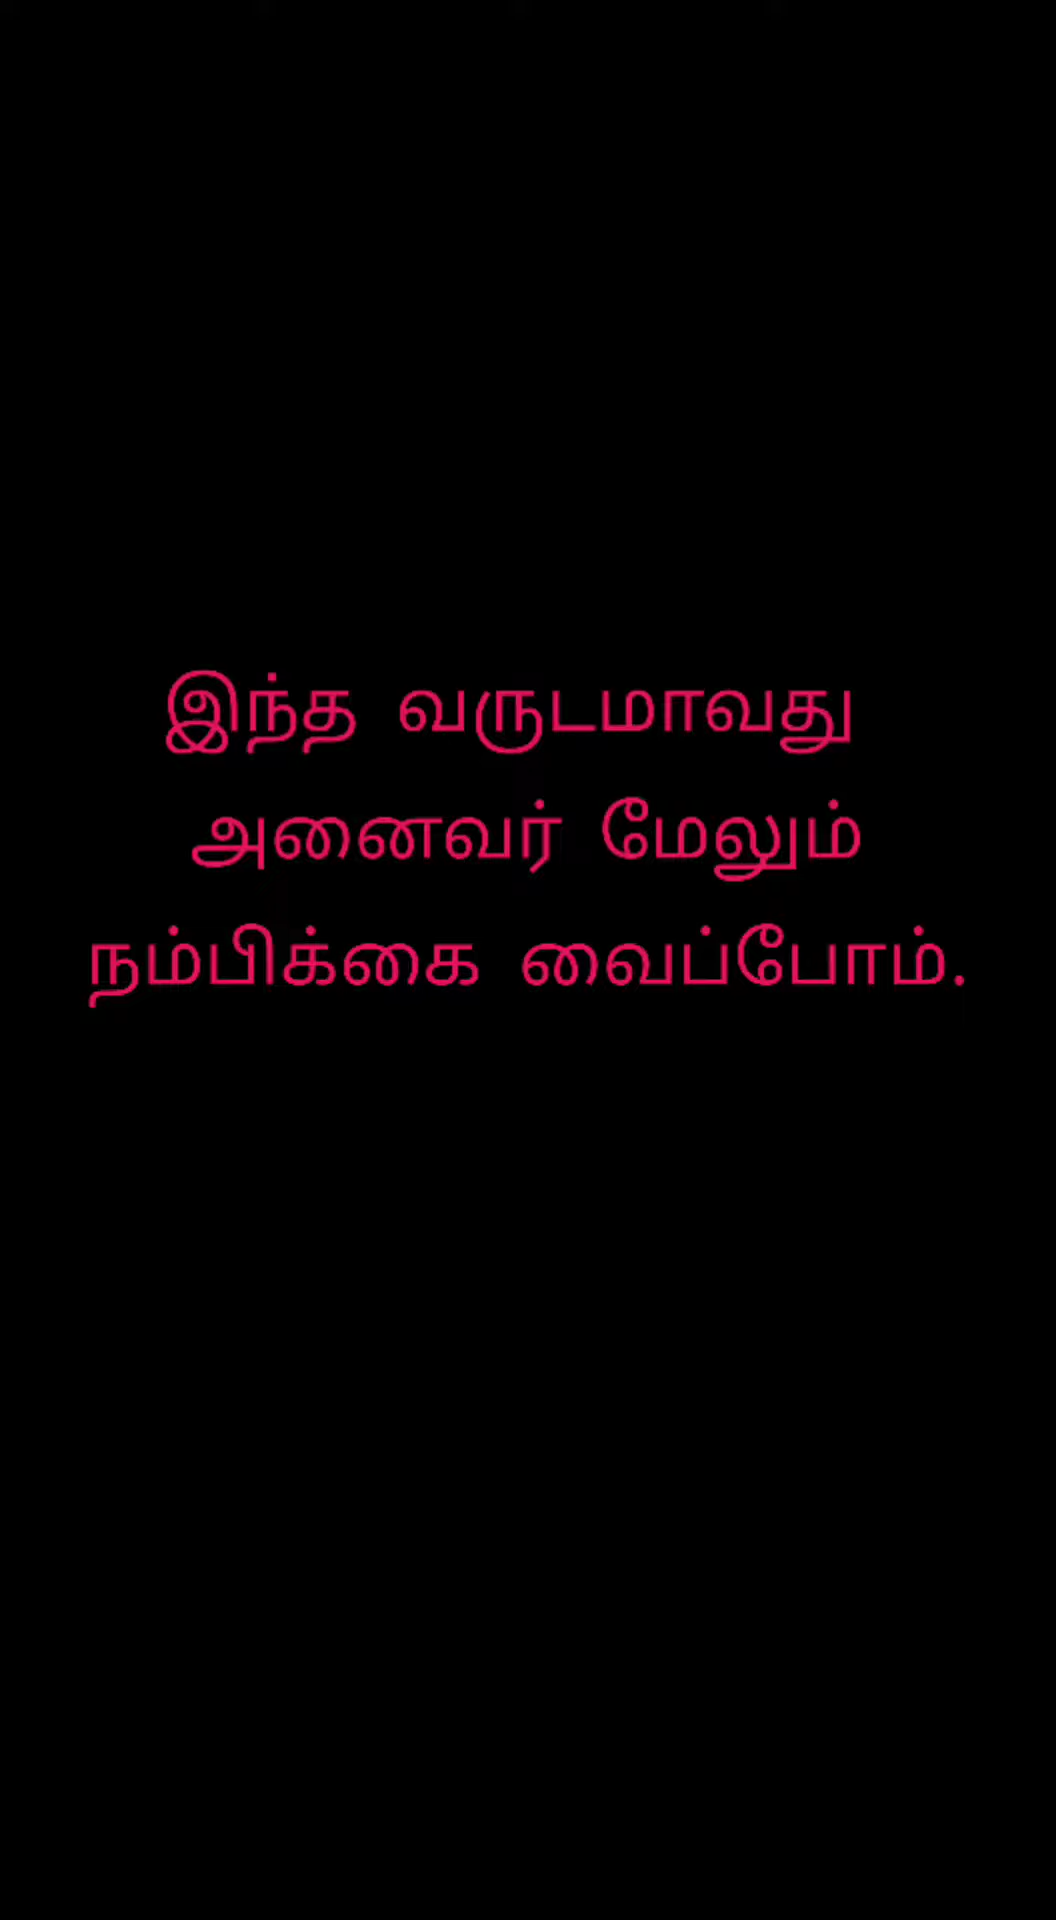 இந்த வருடமாவது
அனைவர் மேலும்
நம்பிக்கை வைப்போம்.